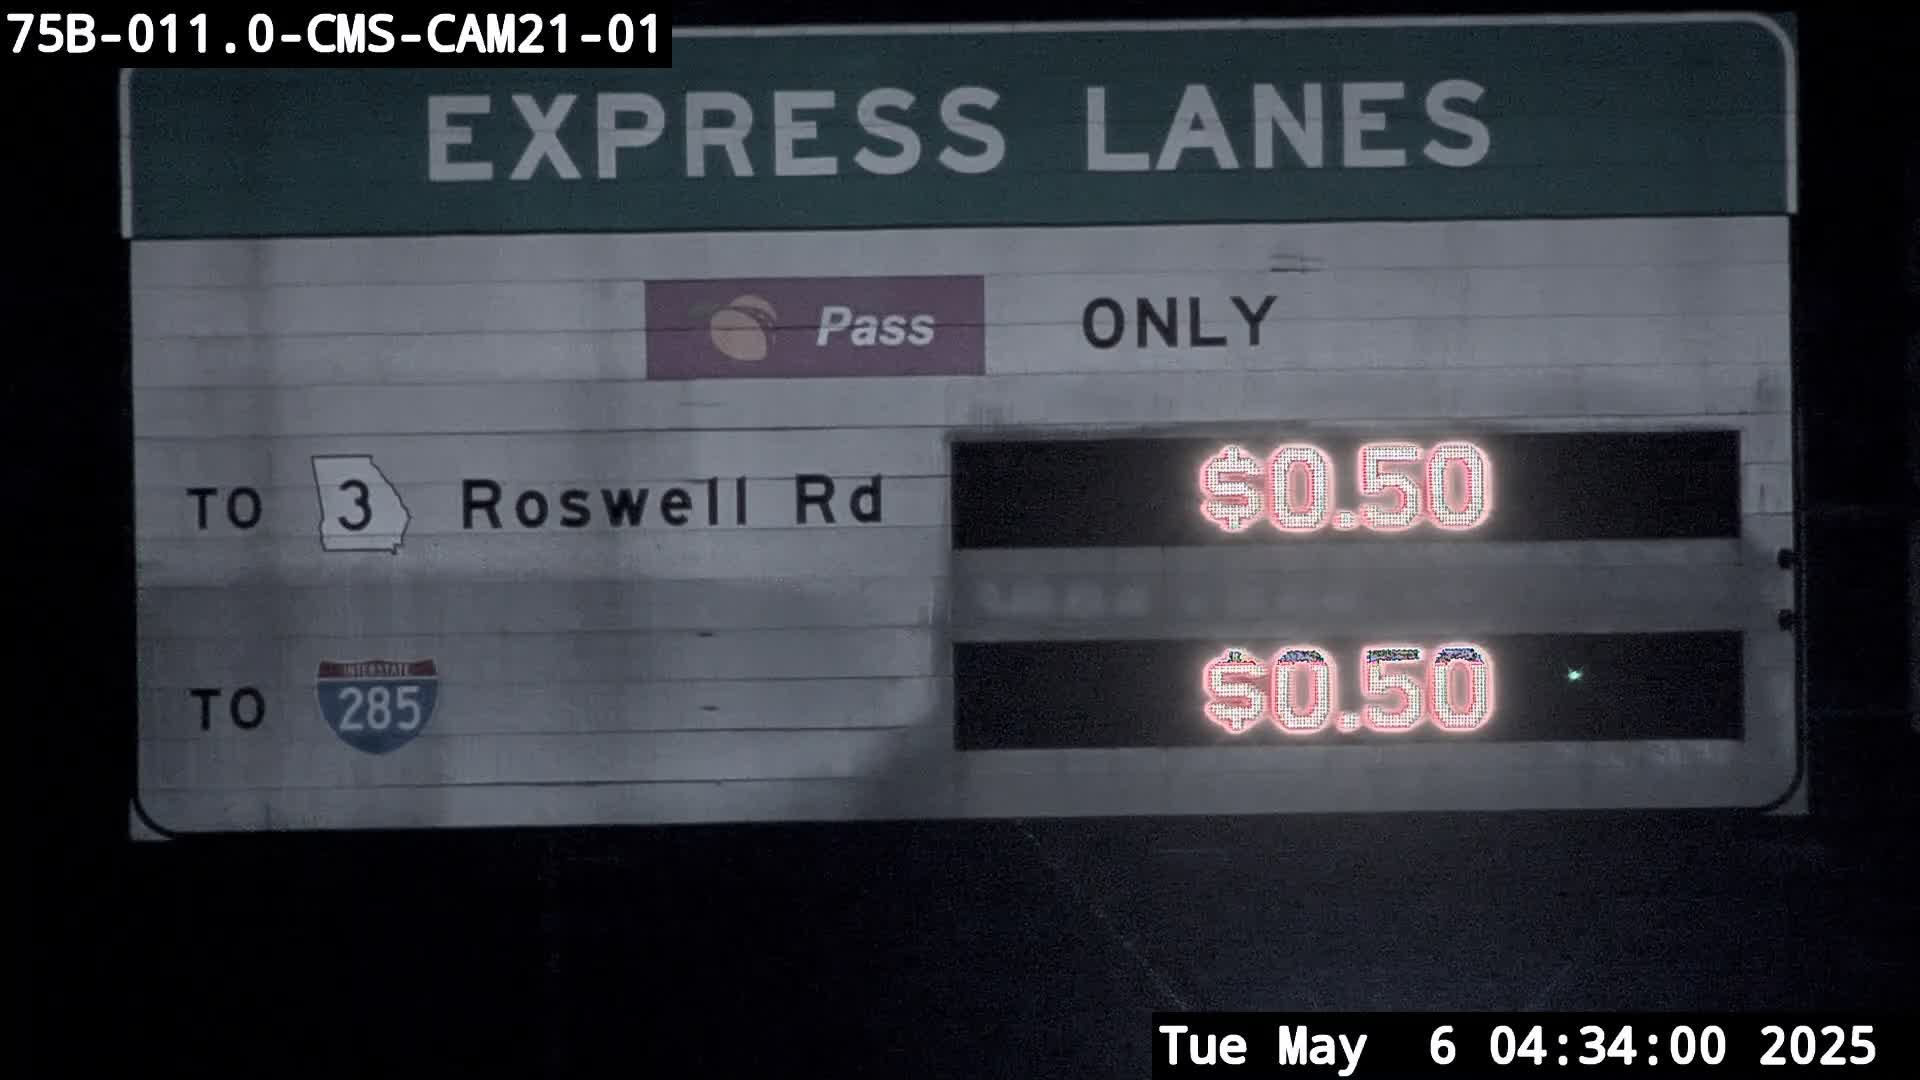 75B-011.0-CMS-CAM21-01
EXPRESS LANES
Pass ONLY
TO 3 Roswell Rd $0.50
TO INTERSTATE 285 $0.50
Tue May 6 04:34:00 2025